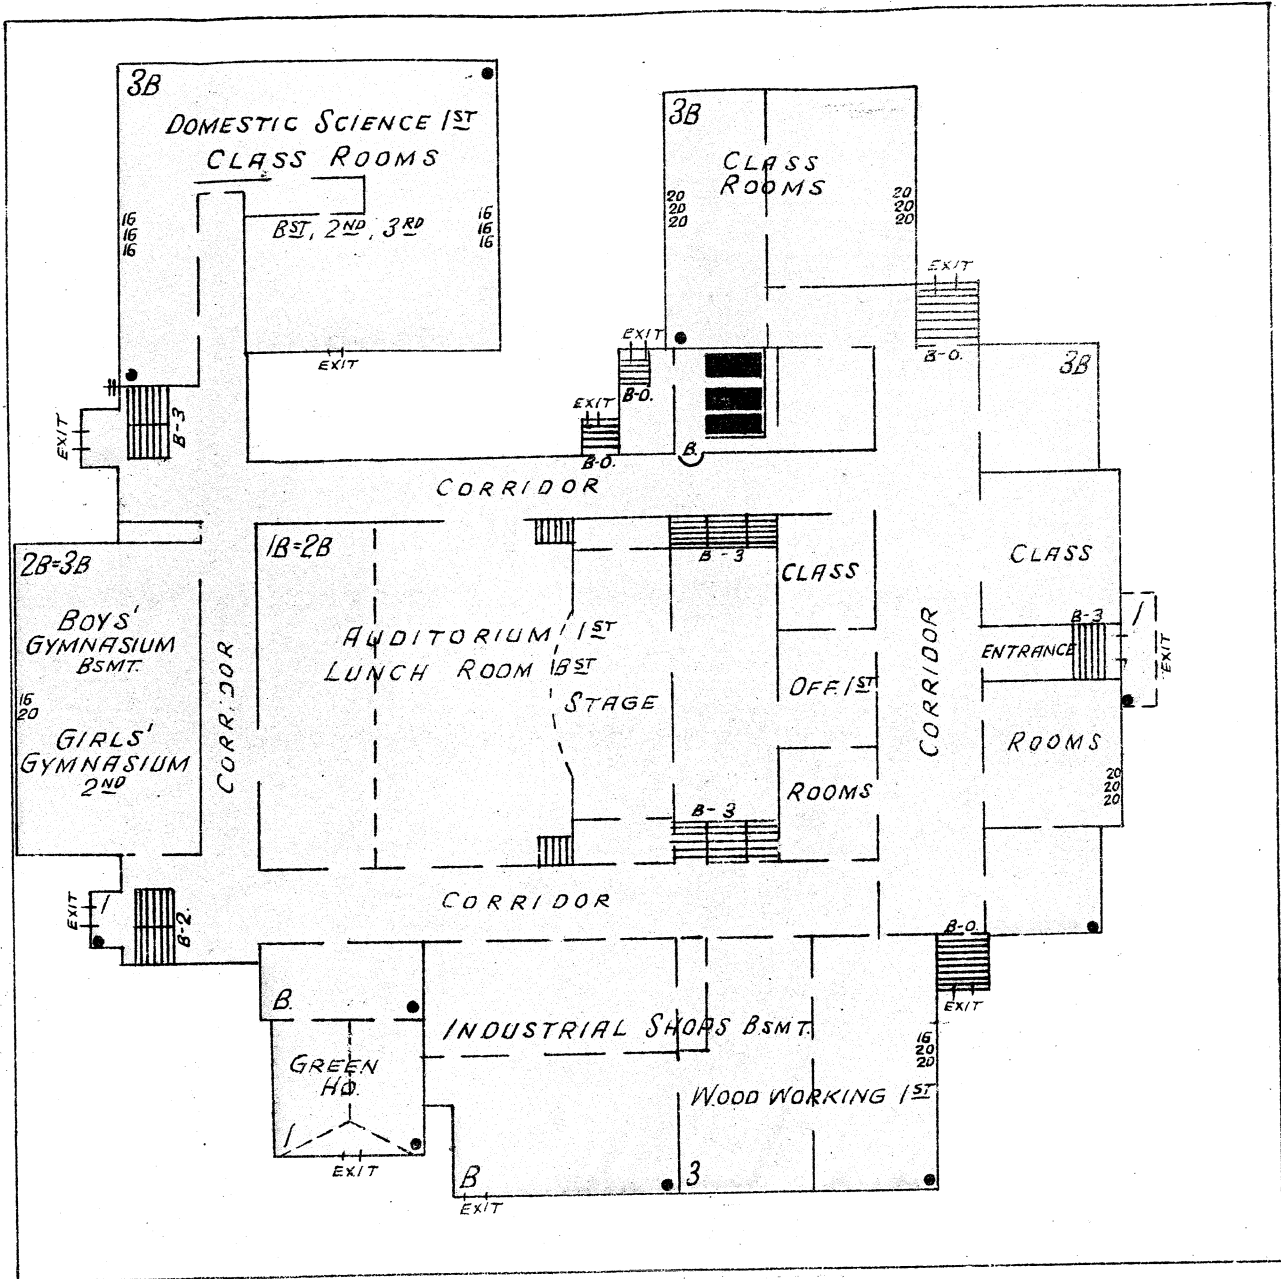 3B
DOMESTIC SCIENCE 1ST
CLASS ROOMS
BST, 2ND, 3RD
16
16
16
16
16
16
EXIT
EXIT
B-3
3B
CLASS
ROOMS
20
20
20
20
20
20
EXIT
B-O.
3B
EXIT
B-O.
EXIT
B-O.
B.
CORRIDOR
2B=3B
BOYS'
GYMNASIUM
BSMT.
16
20
GIRLS'
GYMNASIUM
2ND
CORRIDOR
1B=2B
AUDITORIUM 1ST
LUNCH ROOM BST
STAGE
B-3
CLASS
OFF. 1ST
ROOMS
B-3
CORRIDOR
CLASS
B-3
1
ENTRANCE
EXIT
ROOMS
20
20
20
CORRIDOR
EXIT
1
B-2.
B-O.
EXIT
B.
GREEN
HO.
1
EXIT
INDUSTRIAL SHOPS BSMT.
16
20
20
WOOD WORKING 1ST
B
3
EXIT